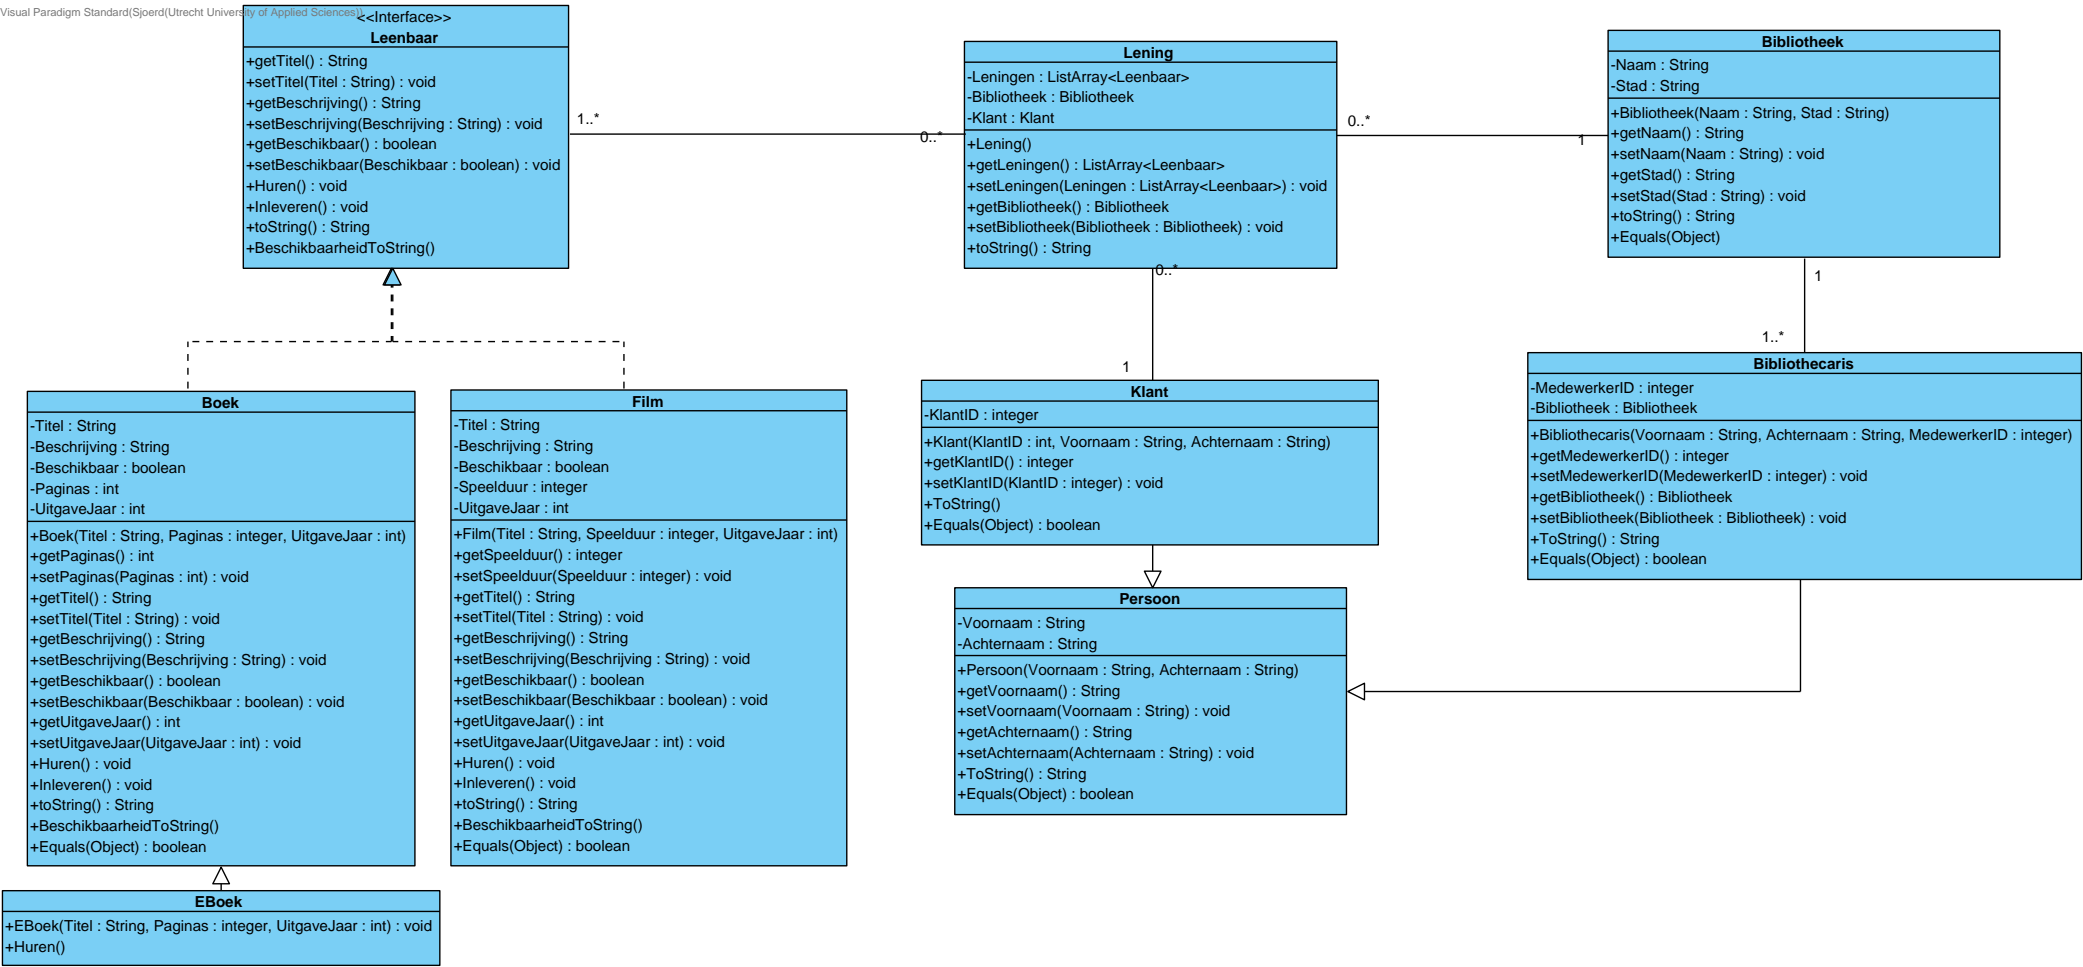 Visual Paradigm Standard(Sjoerd(Utrecht University of Applied Sciences))
<<Interface>>
Leenbaar
+getTitel() : String
+setTitel(Titel : String) : void
+getBeschrijving() : String
+setBeschrijving(Beschrijving : String) : void
+getBeschikbaar() : boolean
+setBeschikbaar(Beschikbaar : boolean) : void
+Huren() : void
+Inleveren() : void
+toString() : String
+BeschikbaarheidToString()
1..*
0..*
Lening
-Leningen : ListArray<Leenbaar>
-Bibliotheek : Bibliotheek
-Klant : Klant
+Lening()
+getLeningen() : ListArray<Leenbaar>
+setLeningen(Leningen : ListArray<Leenbaar>) : void
+getBibliotheek() : Bibliotheek
+setBibliotheek(Bibliotheek : Bibliotheek) : void
+toString() : String
0..*
1
Bibliotheek
-Naam : String
-Stad : String
+Bibliotheek(Naam : String, Stad : String)
+getNaam() : String
+setNaam(Naam : String) : void
+getStad() : String
+setStad(Stad : String) : void
+toString() : String
+Equals(Object)
0..*
1
1
1..*
Boek
-Titel : String
-Beschrijving : String
-Beschikbaar : boolean
-Paginas : int
-UitgaveJaar : int
+Boek(Titel : String, Paginas : integer, UitgaveJaar : int)
+getPaginas() : int
+setPaginas(Paginas : int) : void
+getTitel() : String
+setTitel(Titel : String) : void
+getBeschrijving() : String
+setBeschrijving(Beschrijving : String) : void
+getBeschikbaar() : boolean
+setBeschikbaar(Beschikbaar : boolean) : void
+getUitgaveJaar() : int
+setUitgaveJaar(UitgaveJaar : int) : void
+Huren() : void
+Inleveren() : void
+toString() : String
+BeschikbaarheidToString()
+Equals(Object) : boolean
Film
-Titel : String
-Beschrijving : String
-Beschikbaar : boolean
-Speelduur : integer
-UitgaveJaar : int
+Film(Titel : String, Speelduur : integer, UitgaveJaar : int)
+getSpeelduur() : integer
+setSpeelduur(Speelduur : integer) : void
+getTitel() : String
+setTitel(Titel : String) : void
+getBeschrijving() : String
+setBeschrijving(Beschrijving : String) : void
+getBeschikbaar() : boolean
+setBeschikbaar(Beschikbaar : boolean) : void
+getUitgaveJaar() : int
+setUitgaveJaar(UitgaveJaar : int) : void
+Huren() : void
+Inleveren() : void
+toString() : String
+BeschikbaarheidToString()
+Equals(Object) : boolean
Klant
-KlantID : integer
+Klant(KlantID : int, Voornaam : String, Achternaam : String)
+getKlantID() : integer
+setKlantID(KlantID : integer) : void
+ToString()
+Equals(Object) : boolean
Bibliothecaris
-MedewerkerID : integer
-Bibliotheek : Bibliotheek
+Bibliothecaris(Voornaam : String, Achternaam : String, MedewerkerID : integer)
+getMedewerkerID() : integer
+setMedewerkerID(MedewerkerID : integer) : void
+getBibliotheek() : Bibliotheek
+setBibliotheek(Bibliotheek : Bibliotheek) : void
+ToString() : String
+Equals(Object) : boolean
Persoon
-Voornaam : String
-Achternaam : String
+Persoon(Voornaam : String, Achternaam : String)
+getVoornaam() : String
+setVoornaam(Voornaam : String) : void
+getAchternaam() : String
+setAchternaam(Achternaam : String) : void
+ToString() : String
+Equals(Object) : boolean
EBoek
+EBoek(Titel : String, Paginas : integer, UitgaveJaar : int) : void
+Huren()